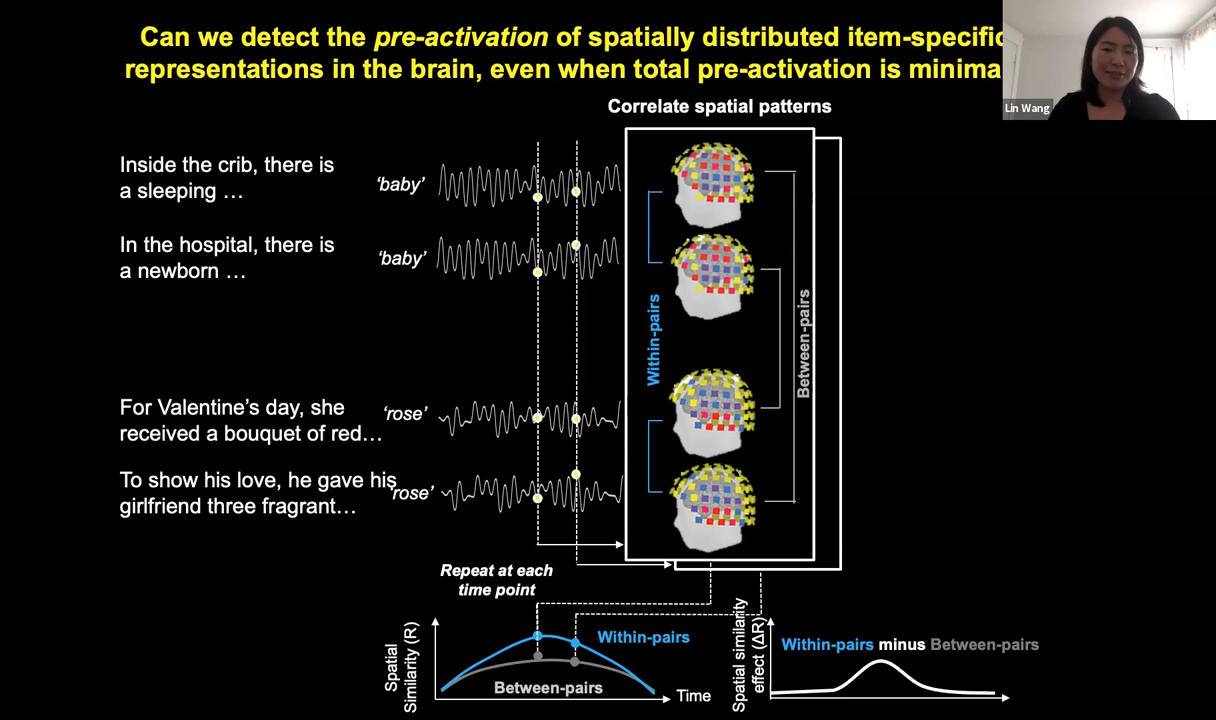 Can we detect the pre-activation of spatially distributed item-specific
representations in the brain, even when total pre-activation is minima
Lin Wang
Correlate spatial patterns
Inside the crib, there is
a sleeping …
‘baby’
In the hospital, there is
a newborn …
‘baby’
Within-pairs
Between-pairs
For Valentine’s day, she
received a bouquet of red…
‘rose’
To show his love, he gave his
girlfriend three fragrant…
‘rose’
Repeat at each
time point
Spatial
Similarity (R)
Within-pairs
Between-pairs
Time
Spatial similarity
effect (ΔR)
Within-pairs minus Between-pairs